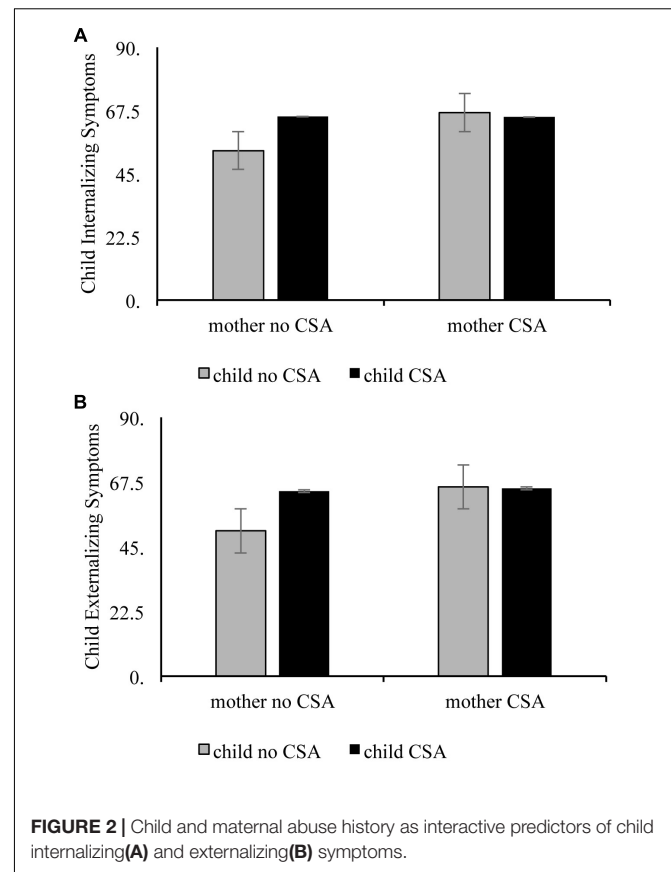 A
90.
67.5
45.
22.5
0.
Child Internalizing Symptoms
mother no CSA mother CSA
child no CSA child CSA
B
90.
67.5
45.
22.5
0.
Child Externalizing Symptoms
mother no CSA mother CSA
child no CSA child CSA
FIGURE 2 | Child and maternal abuse history as interactive predictors of child
internalizing(A) and externalizing(B) symptoms.